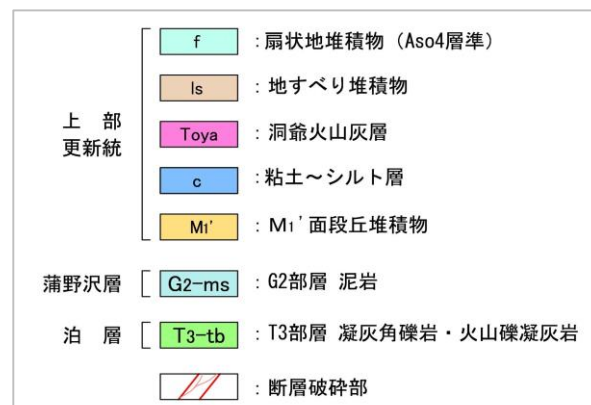 f ：扇状地堆積物（Aso4層準）
ls ：地すべり堆積物
上　部
更新統
Toya ：洞爺火山灰層
c ：粘土～シルト層
M1' ：M1'面段丘堆積物
蒲野沢層 G2-ms ：G2部層 泥岩
泊　層 T3-tb ：T3部層 凝灰角礫岩・火山礫凝灰岩
：断層破砕部